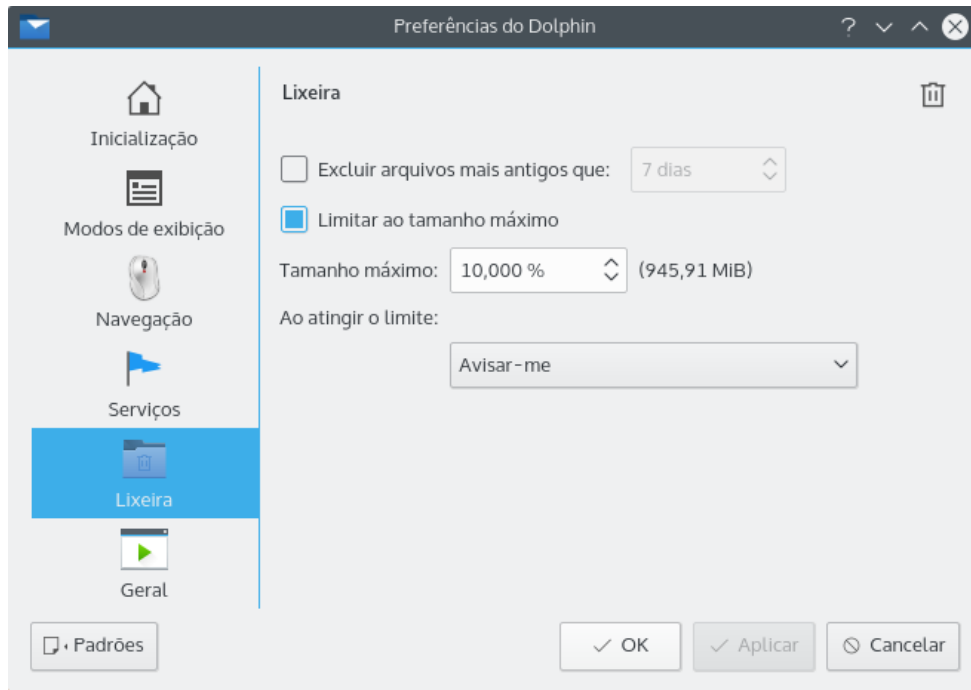 Preferências do Dolphin
Inicialização
Modos de exibição
Navegação
Serviços
Lixeira
Geral
Lixeira
Excluir arquivos mais antigos que: 7 dias
Limitar ao tamanho máximo
Tamanho máximo: 10,000 % (945,91 MiB)
Ao atingir o limite:
Avisar-me
Padrões OK Aplicar Cancelar